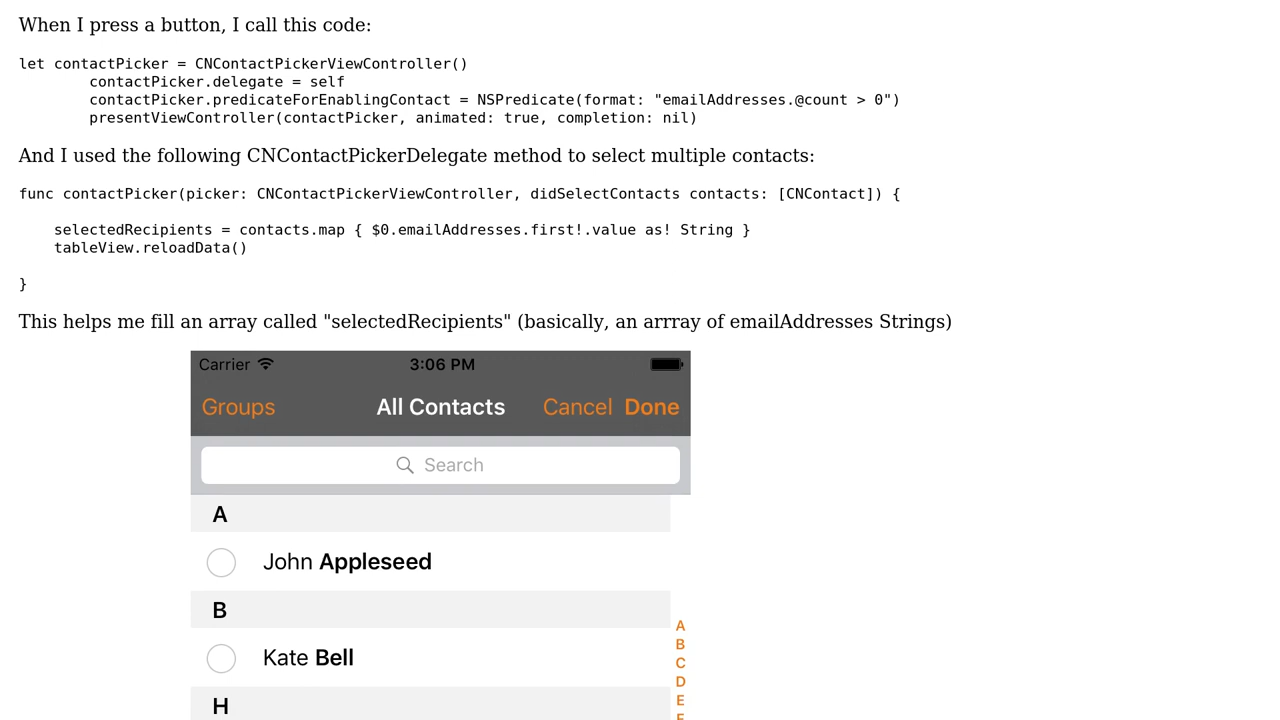 When I press a button, I call this code:
let contactPicker = CNContactPickerViewController()
        contactPicker.delegate = self
        contactPicker.predicateForEnablingContact = NSPredicate(format: "emailAddresses.@count > 0")
        presentViewController(contactPicker, animated: true, completion: nil)
And I used the following CNContactPickerDelegate method to select multiple contacts:
func contactPicker(picker: CNContactPickerViewController, didSelectContacts contacts: [CNContact]) {
    selectedRecipients = contacts.map { $0.emailAddresses.first!.value as! String }
    tableView.reloadData()
}
This helps me fill an array called "selectedRecipients" (basically, an arrray of emailAddresses Strings)
Carrier 3:06 PM
Groups All Contacts Cancel Done
Search
A
John Appleseed
B
Kate Bell
H
A
B
C
D
E